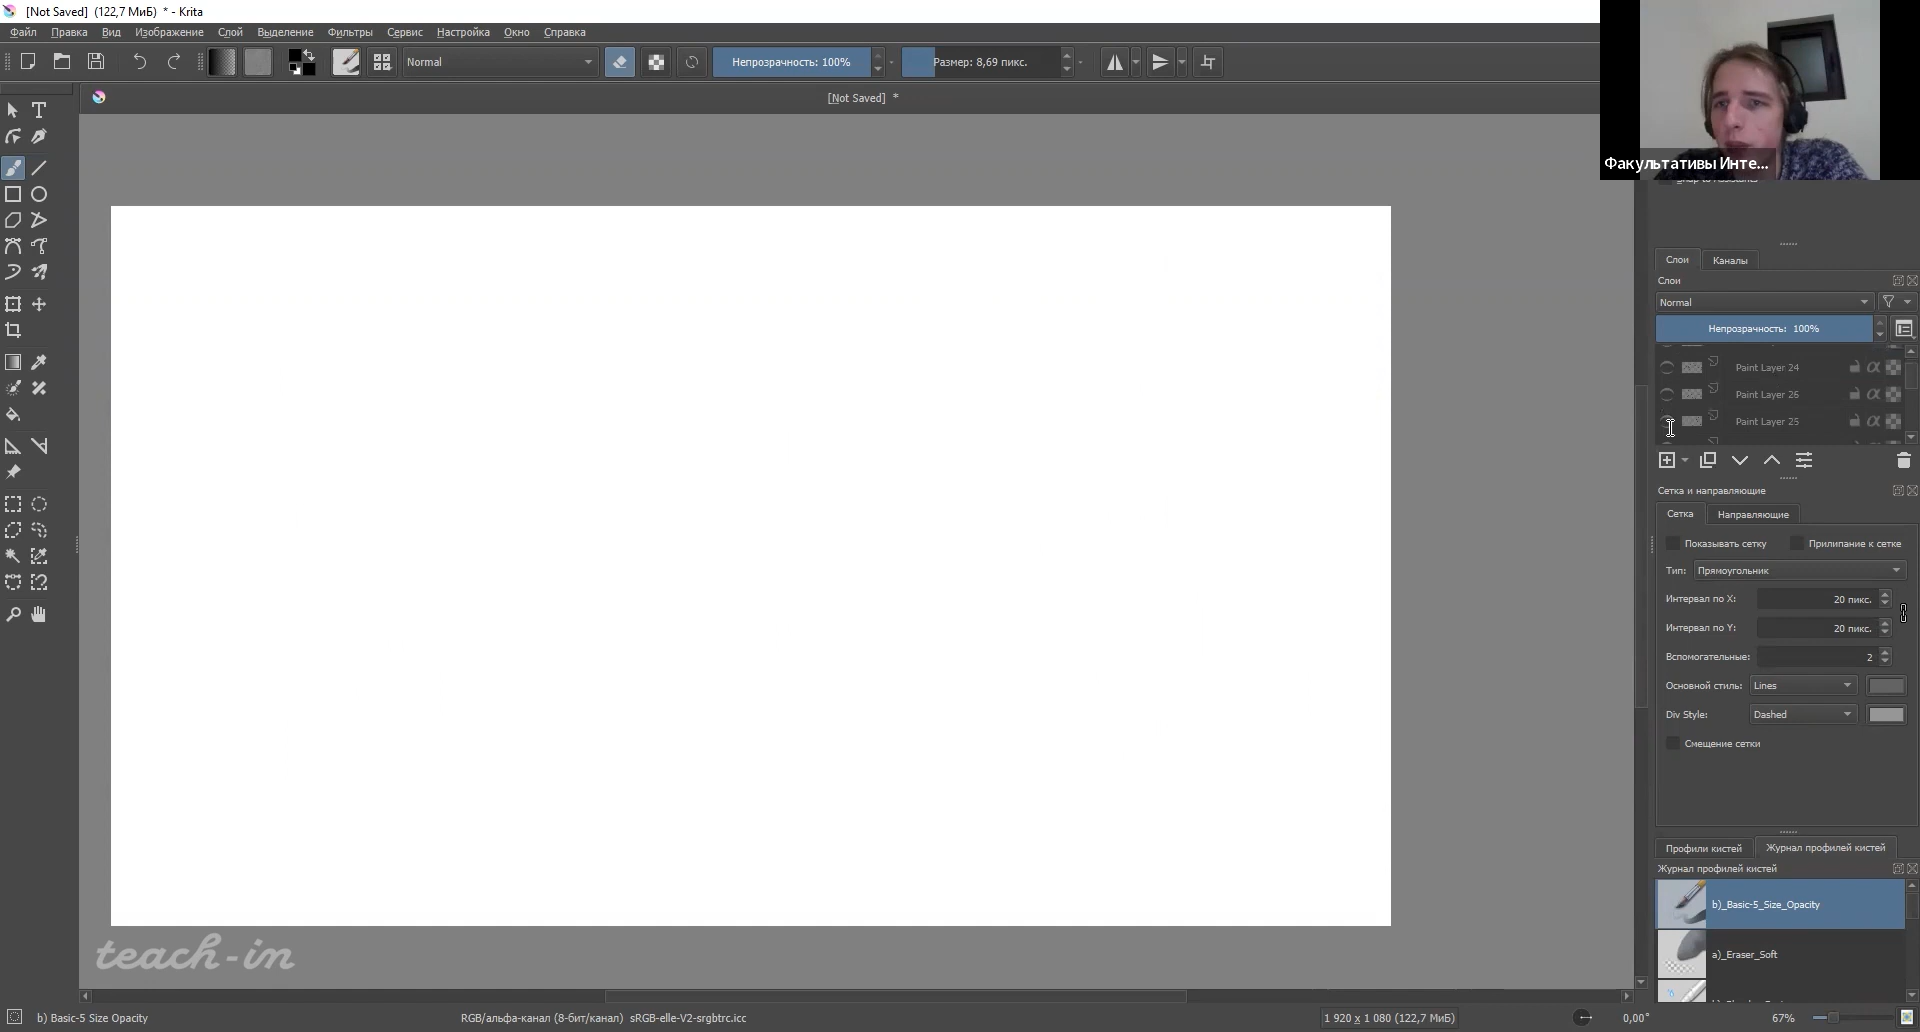 [Not Saved] (122,7 МиБ) * - Krita
Файл Правка Вид Изображение Слой Выделение Фильтры Сервис Настройка Окно Справка
Normal Непрозрачность: 100% Размер: 8,69 пикс.
[Not Saved] *
Факультативы Инте...
Слои Каналы
Слои
Normal
Непрозрачность: 100%
Paint Layer 24
Paint Layer 26
Paint Layer 25
Сетка и направляющие
Сетка Направляющие
Показывать сетку Прилипание к сетке
Тип: Прямоугольник
Интервал по X: 20 пикс.
Интервал по Y: 20 пикс.
Вспомогательные: 2
Основной стиль: Lines
Div Style: Dashed
Смещение сетки
Профили кистей Журнал профилей кистей
Журнал профилей кистей
b)_Basic-5_Size_Opacity
a)_Eraser_Soft
teach-in
b) Basic-5 Size Opacity RGB/альфа-канал (8-бит/канал) sRGB-elle-V2-srgbtrc.icc 1 920 x 1 080 (122,7 МиБ) 0,00° 67%